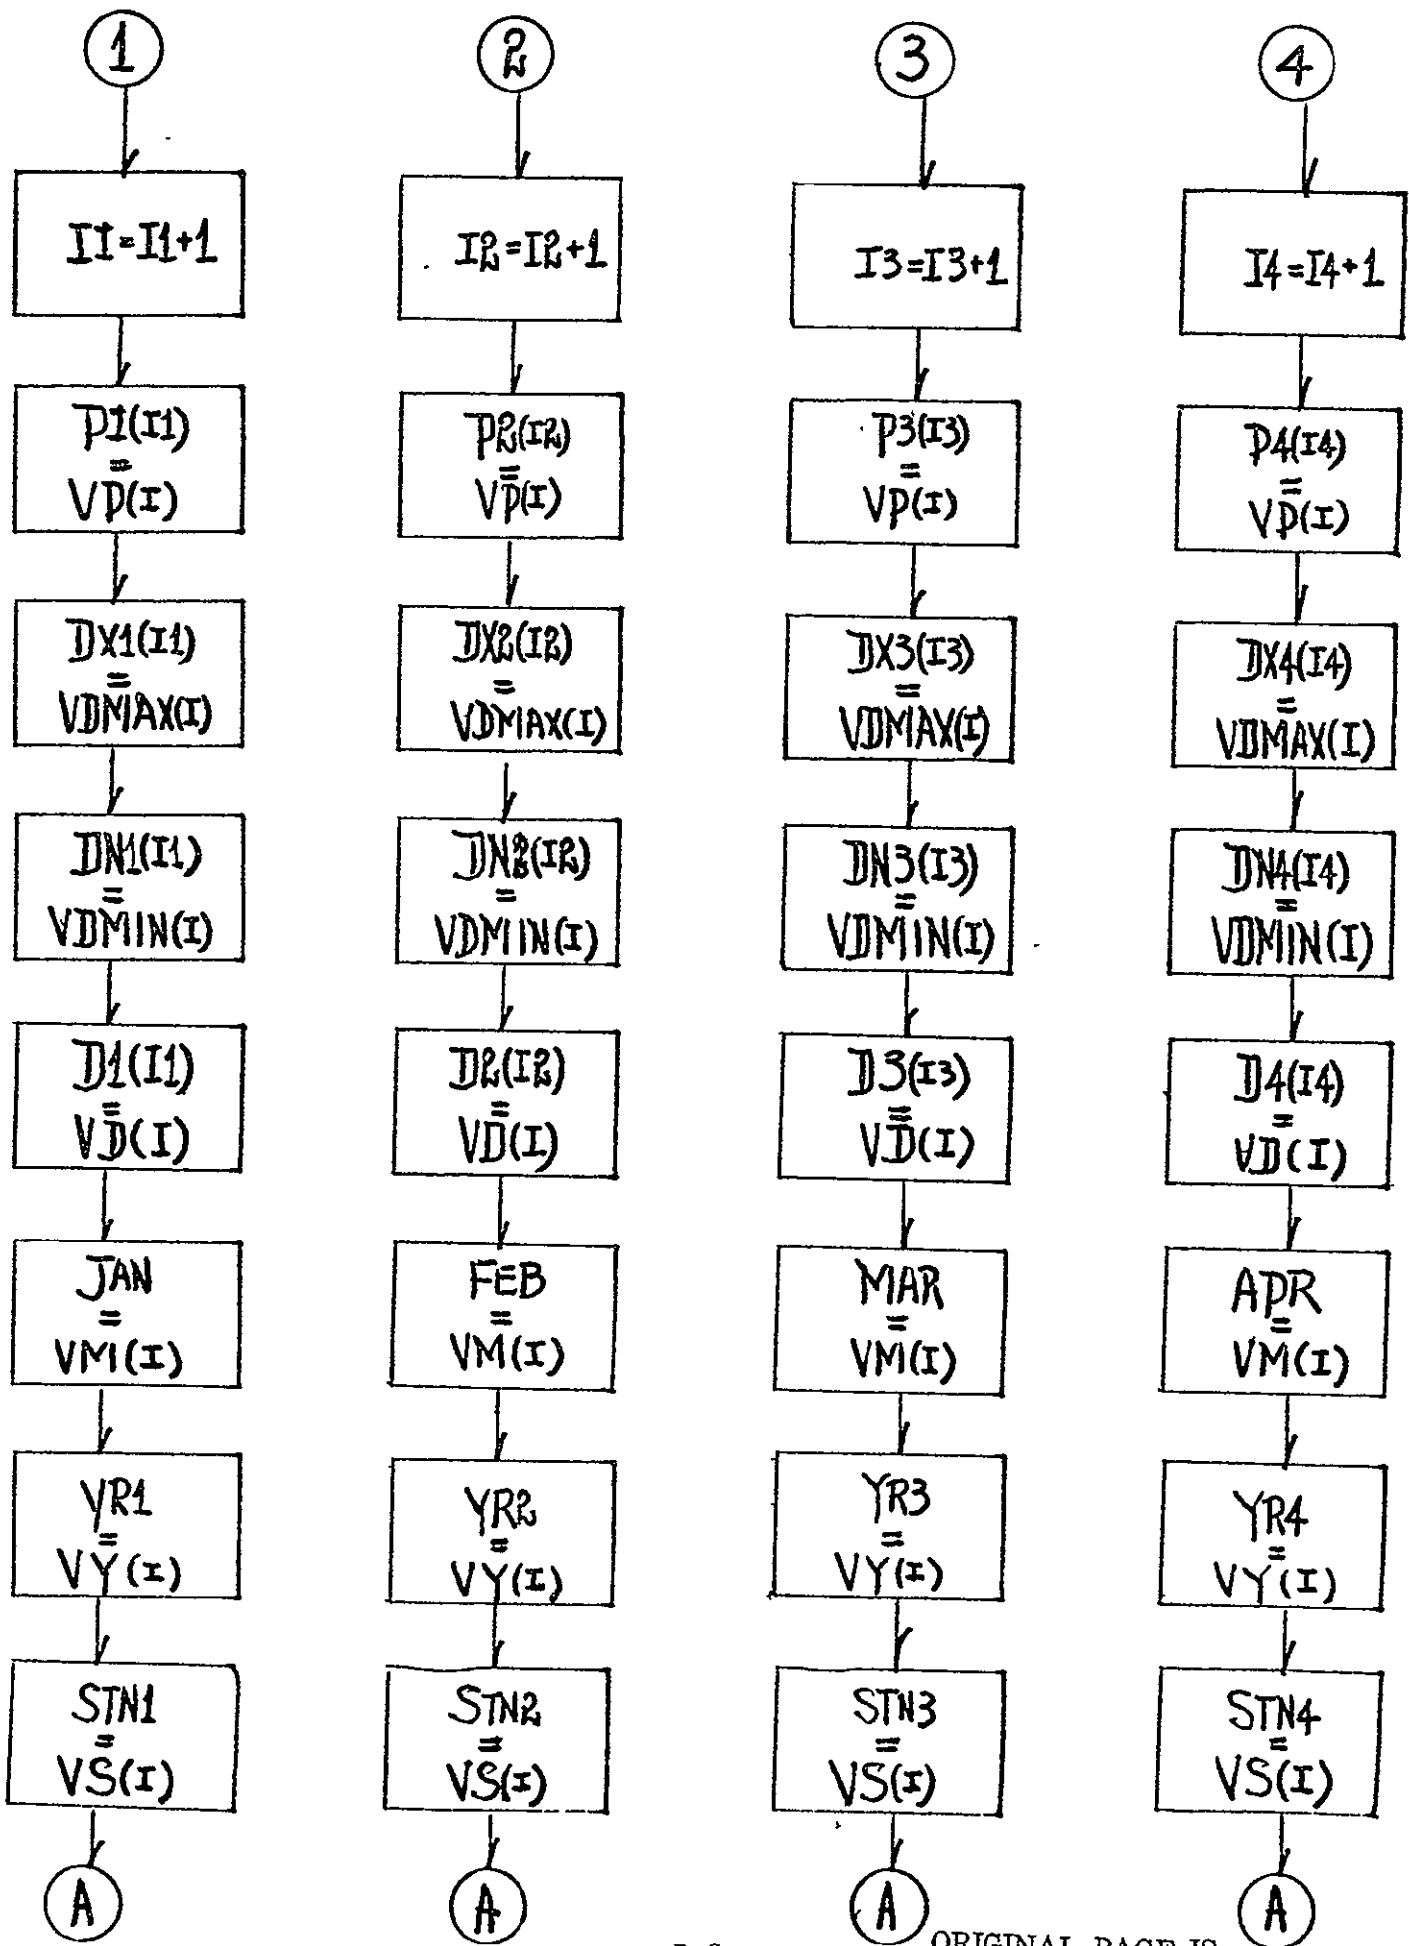 1
I1=I1+1
P1(I1)
=
VP(I)
DX1(I1)
=
VDMAX(I)
DN1(I1)
=
VDMIN(I)
D1(I1)
=
VD(I)
JAN
=
VM(I)
YR1
=
VY(I)
STN1
=
VS(I)
A
2
I2=I2+1
P2(I2)
=
VP(I)
DX2(I2)
=
VDMAX(I)
DN2(I2)
=
VDMIN(I)
D2(I2)
=
VD(I)
FEB
=
VM(I)
YR2
=
VY(I)
STN2
=
VS(I)
A
3
I3=I3+1
P3(I3)
=
VP(I)
DX3(I3)
=
VDMAX(I)
DN3(I3)
=
VDMIN(I)
D3(I3)
=
VD(I)
MAR
=
VM(I)
YR3
=
VY(I)
STN3
=
VS(I)
A
4
I4=I4+1
P4(I4)
=
VP(I)
DX4(I4)
=
VDMAX(I)
DN4(I4)
=
VDMIN(I)
D4(I4)
=
VD(I)
APR
=
VM(I)
YR4
=
VY(I)
STN4
=
VS(I)
A
ORIGINAL PAGE IS